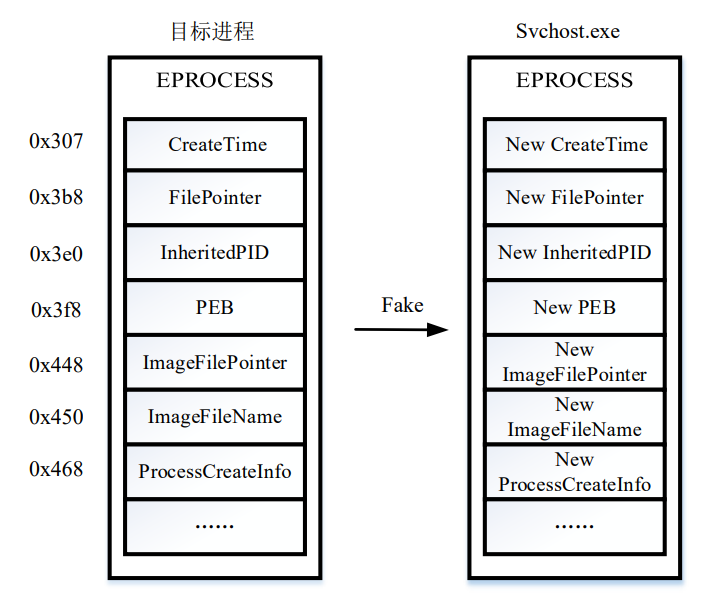 目标进程
Svchost.exe
EPROCESS
EPROCESS
0x307
CreateTime
New CreateTime
0x3b8
FilePointer
New FilePointer
0x3e0
InheritedPID
New InheritedPID
0x3f8
PEB
Fake
New PEB
0x448
ImageFilePointer
New
ImageFilePointer
0x450
ImageFileName
New
ImageFileName
0x468
ProcessCreateInfo
New
ProcessCreateInfo
……
……